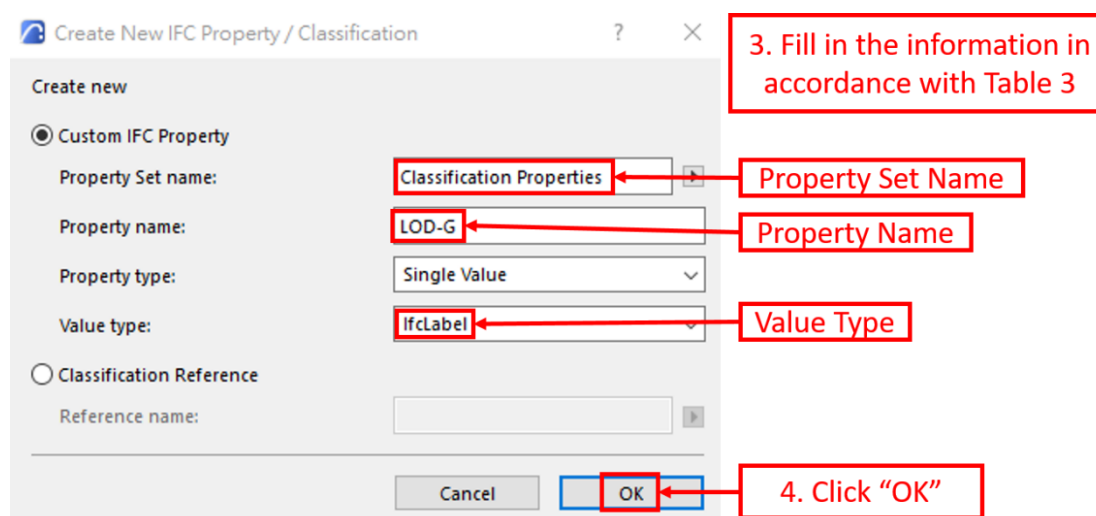 Create New IFC Property / Classification
?
3. Fill in the information in
accordance with Table 3
Create new
Custom IFC Property
Property Set name:
Classification Properties
Property Set Name
Property name:
LOD-G
Property Name
Property type:
Single Value
Value type:
IfcLabel
Value Type
Classification Reference
Reference name:
Cancel
OK
4. Click “OK”